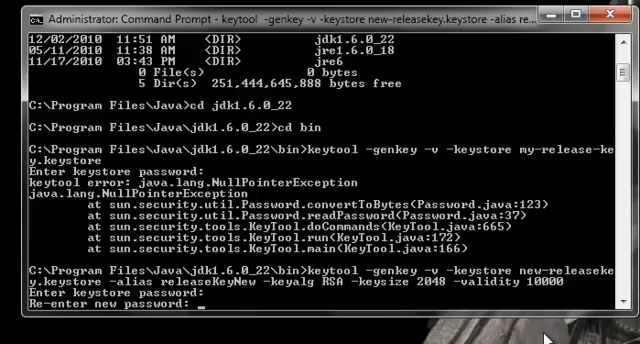 Administrator: Command Prompt - keytool -genkey -v -keystore new-releasekey.keystore -alias re...
12/02/2010 11:51 AM <DIR> jdk1.6.0_22
05/11/2010 11:38 AM <DIR> jre1.6.0_18
11/17/2010 03:43 PM <DIR> jre6
0 File(s) 0 bytes
5 Dir(s) 251,444,645,888 bytes free
C:\Program Files\Java>cd jdk1.6.0_22
C:\Program Files\Java\jdk1.6.0_22>cd bin
C:\Program Files\Java\jdk1.6.0_22\bin>keytool -genkey -v -keystore my-release-ke
y.keystore
Enter keystore password:
keytool error: java.lang.NullPointerException
java.lang.NullPointerException
at sun.security.util.Password.convertToBytes(Password.java:123)
at sun.security.util.Password.readPassword(Password.java:37)
at sun.security.tools.KeyTool.doCommands(KeyTool.java:665)
at sun.security.tools.KeyTool.run(KeyTool.java:172)
at sun.security.tools.KeyTool.main(KeyTool.java:166)
C:\Program Files\Java\jdk1.6.0_22\bin>keytool -genkey -v -keystore new-releaseke
y.keystore -alias releaseKeyNew -keyalg RSA -keysize 2048 -validity 10000
Enter keystore password:
Re-enter new password: _